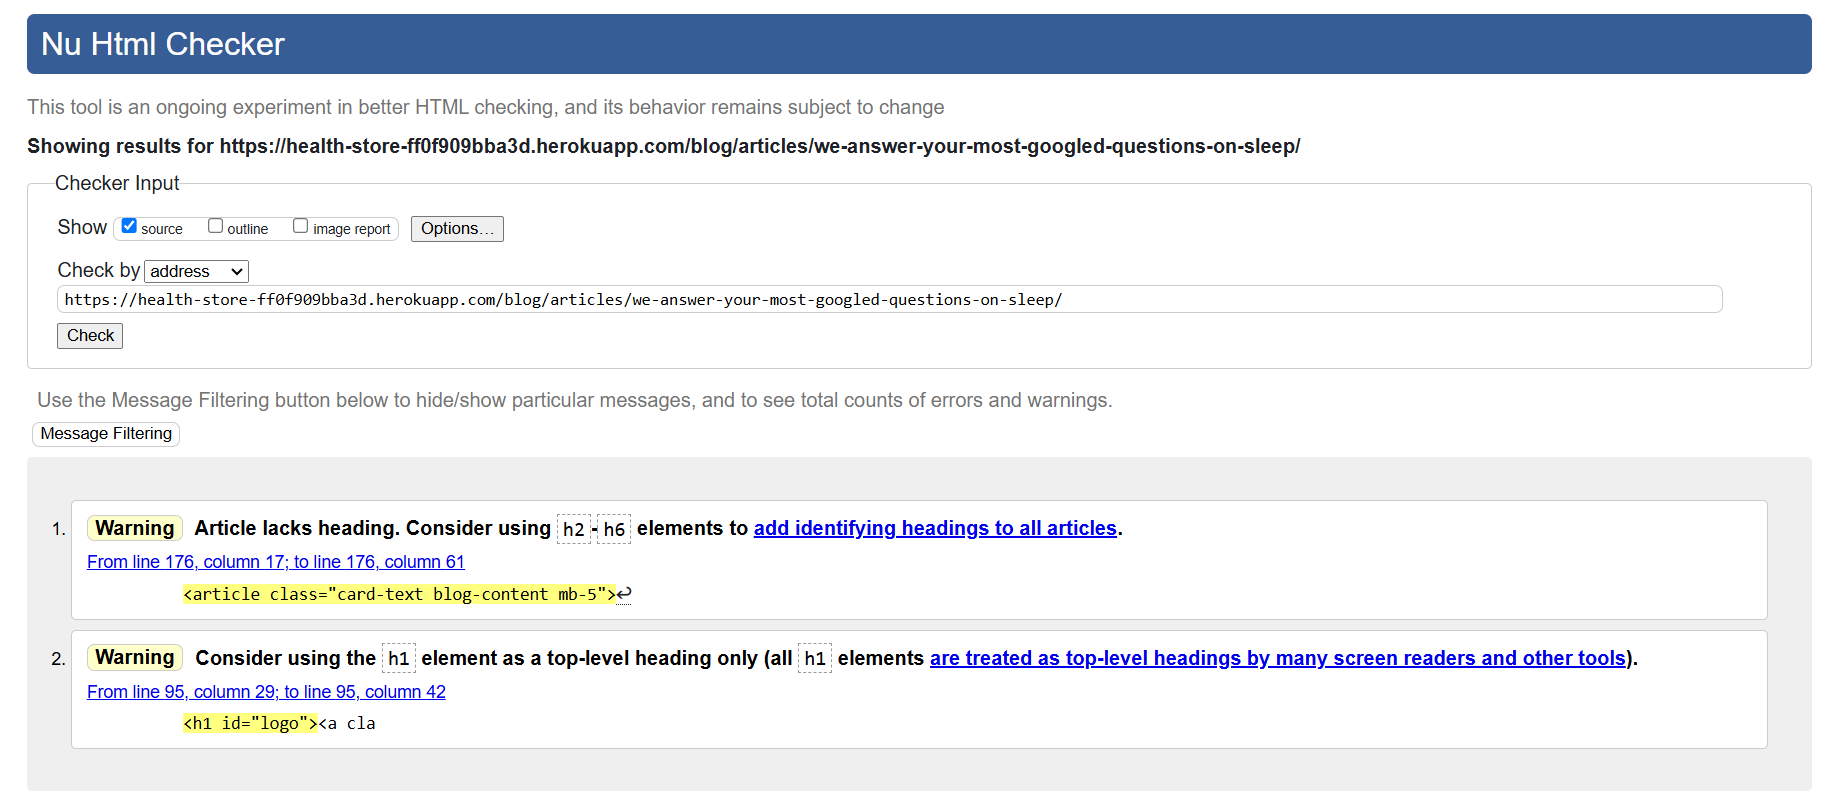 Nu Html Checker
This tool is an ongoing experiment in better HTML checking, and its behavior remains subject to change
Showing results for https://health-store-ff0f909bba3d.herokuapp.com/blog/articles/we-answer-your-most-googled-questions-on-sleep/
Checker Input
Show source outline image report Options…
Check by address
https://health-store-ff0f909bba3d.herokuapp.com/blog/articles/we-answer-your-most-googled-questions-on-sleep/
Check
Use the Message Filtering button below to hide/show particular messages, and to see total counts of errors and warnings.
Message Filtering
1. Warning Article lacks heading. Consider using h2-h6 elements to add identifying headings to all articles.
From line 176, column 17; to line 176, column 61
<article class="card-text blog-content mb-5">↩
2. Warning Consider using the h1 element as a top-level heading only (all h1 elements are treated as top-level headings by many screen readers and other tools).
From line 95, column 29; to line 95, column 42
<h1 id="logo"><a cla